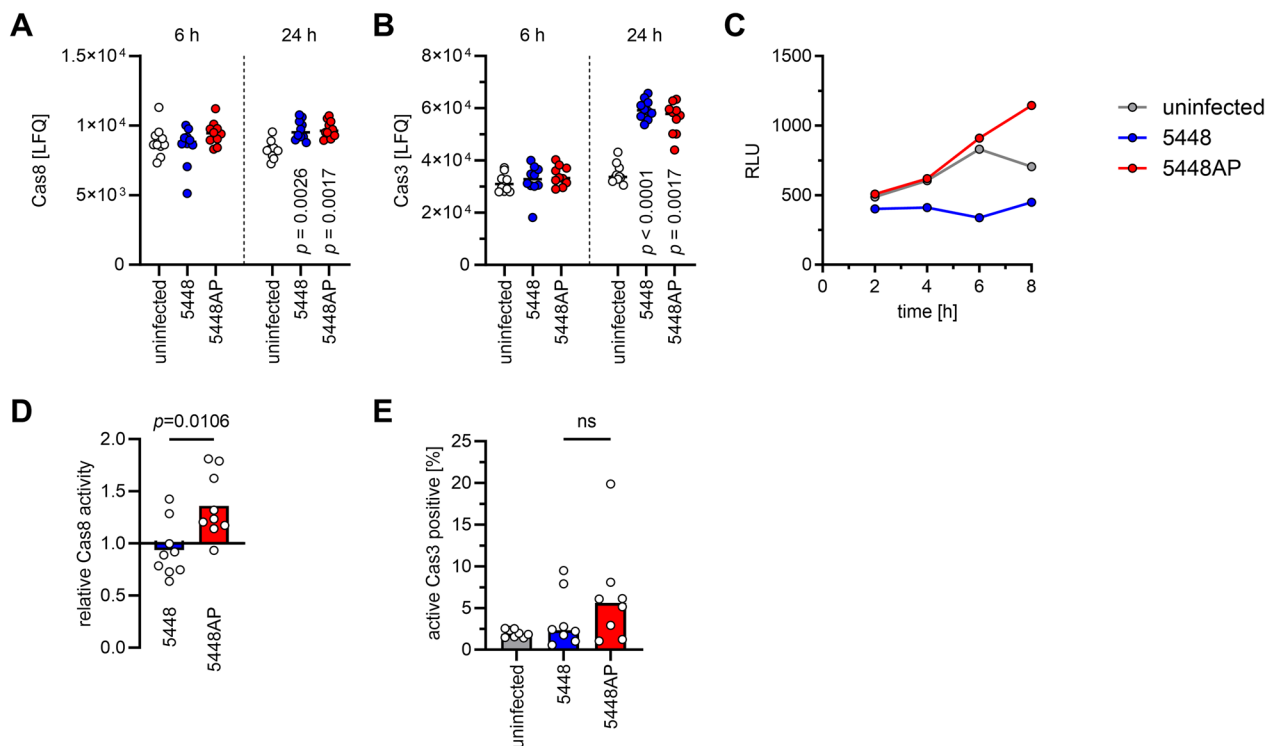 A
6 h
24 h
Cas8 [LFQ]
1.5×10⁴
1×10⁴
5×10³
0
p = 0.0026
p = 0.0017
uninfected
5448
5448AP
uninfected
5448
5448AP
B
6 h
24 h
Cas3 [LFQ]
8×10⁴
6×10⁴
4×10⁴
2×10⁴
0
p < 0.0001
p = 0.0017
uninfected
5448
5448AP
uninfected
5448
5448AP
C
RLU
1500
1000
500
0
0 2 4 6 8
time [h]
uninfected
5448
5448AP
D
p=0.0106
relative Cas8 activity
2.0
1.5
1.0
0.5
0.0
5448
5448AP
E
ns
active Cas3 positive [%]
25
20
15
10
5
0
uninfected
5448
5448AP